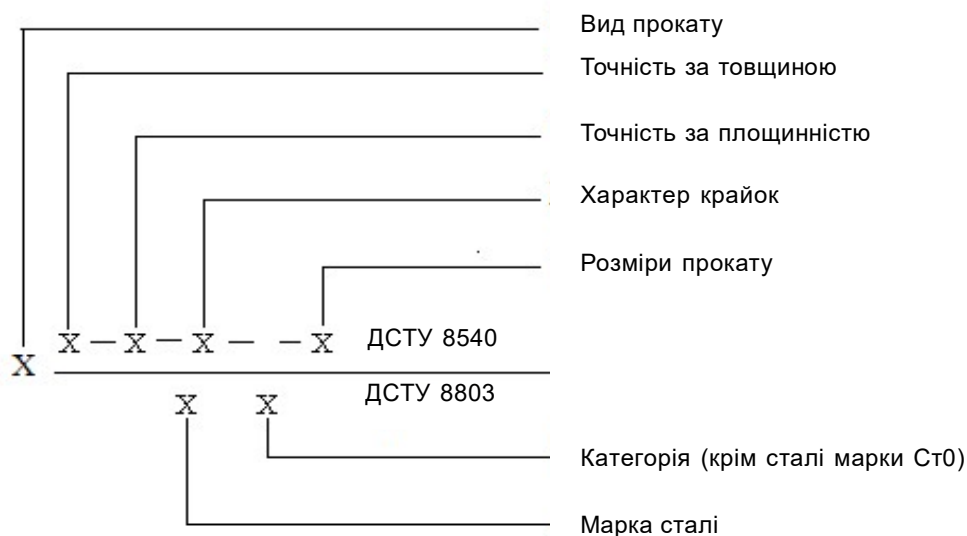 Вид прокату
Точність за товщиною
Точність за площинністю
Характер крайок
Розміри прокату
X – X – X – – X ДСТУ 8540
X
ДСТУ 8803
X X
Категорія (крім сталі марки Ст0)
Марка сталі